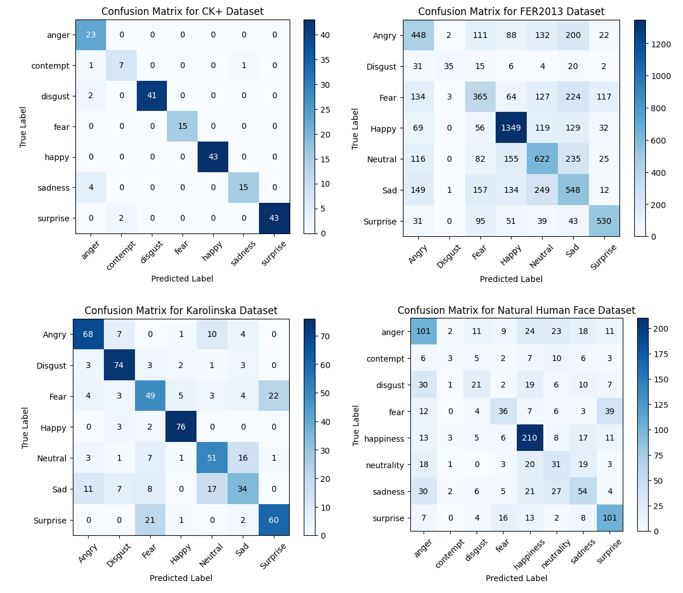 Confusion Matrix for CK+ Dataset
True Label
anger 23 0 0 0 0 0 0
contempt 1 7 0 0 0 1 0
disgust 2 0 41 0 0 0 0
fear 0 0 0 15 0 0 0
happy 0 0 0 0 43 0 0
sadness 4 0 0 0 0 15 0
surprise 0 2 0 0 0 0 43
anger contempt disgust fear happy sadness surprise
Predicted Label
40
35
30
25
20
15
10
5
0
Confusion Matrix for FER2013 Dataset
True Label
Angry 448 2 111 88 132 200 22
Disgust 31 35 15 6 4 20 2
Fear 134 3 365 64 127 224 117
Happy 69 0 56 1349 119 129 32
Neutral 116 0 82 155 622 235 25
Sad 149 1 157 134 249 548 12
Surprise 31 0 95 51 39 43 530
Angry Disgust Fear Happy Neutral Sad Surprise
Predicted Label
1200
1000
800
600
400
200
0
Confusion Matrix for Karolinska Dataset
True Label
Angry 68 7 0 1 10 4 0
Disgust 3 74 3 2 1 3 0
Fear 4 3 49 5 3 4 22
Happy 0 3 2 76 0 0 0
Neutral 3 1 7 1 51 16 1
Sad 11 7 8 0 17 34 0
Surprise 0 0 21 1 0 2 60
Angry Disgust Fear Happy Neutral Sad Surprise
Predicted Label
70
60
50
40
30
20
10
0
Confusion Matrix for Natural Human Face Dataset
True Label
anger 101 2 11 9 24 23 18 11
contempt 6 3 5 2 7 10 6 3
disgust 30 1 21 2 19 6 10 7
fear 12 0 4 36 7 6 3 39
happiness 13 3 5 6 210 8 17 11
neutrality 18 1 0 3 20 31 19 3
sadness 30 2 6 5 21 27 54 4
surprise 7 0 4 16 13 2 8 101
anger contempt disgust fear happiness neutrality sadness surprise
Predicted Label
200
175
150
125
100
75
50
25
0